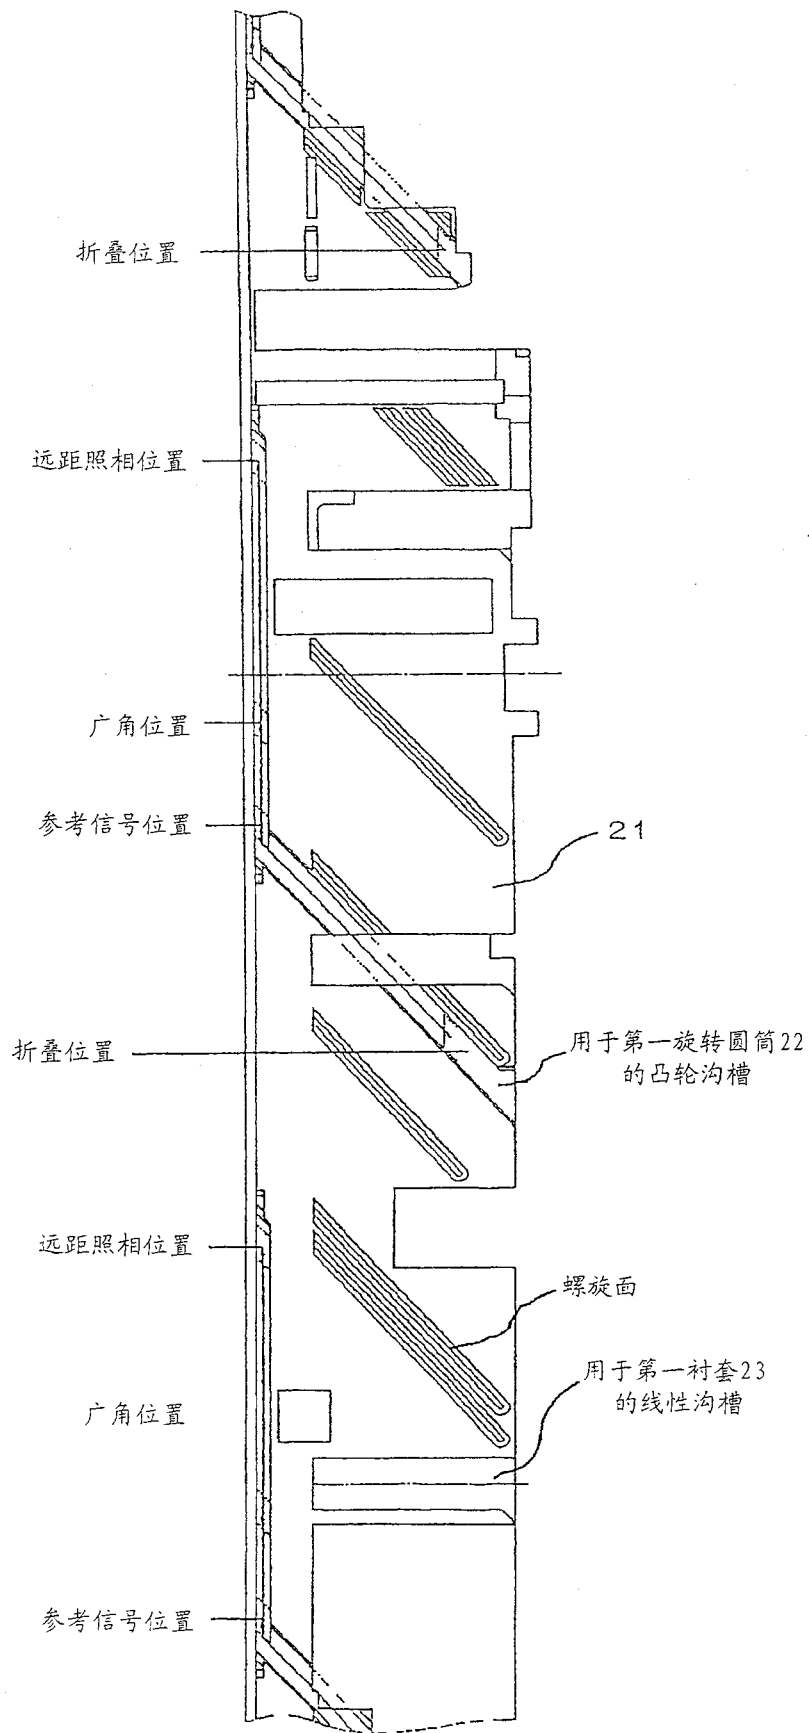 折叠位置
远距照相位置
广角位置
参考信号位置
21
折叠位置
用于第一旋转圆筒22
的凸轮沟槽
远距照相位置
螺旋面
用于第一衬套23
的线性沟槽
广角位置
参考信号位置